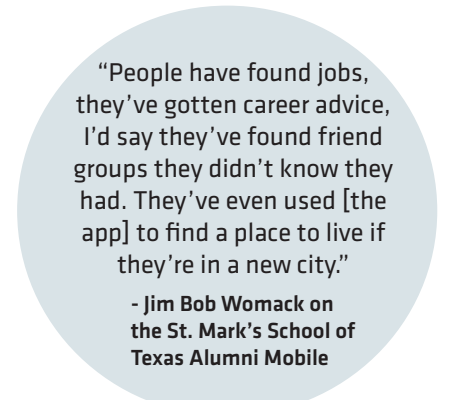 “People have found jobs,
they’ve gotten career advice,
I’d say they’ve found friend
groups they didn’t know they
had. They’ve even used [the
app] to find a place to live if
they’re in a new city.”
- Jim Bob Womack on
the St. Mark’s School of
Texas Alumni Mobile